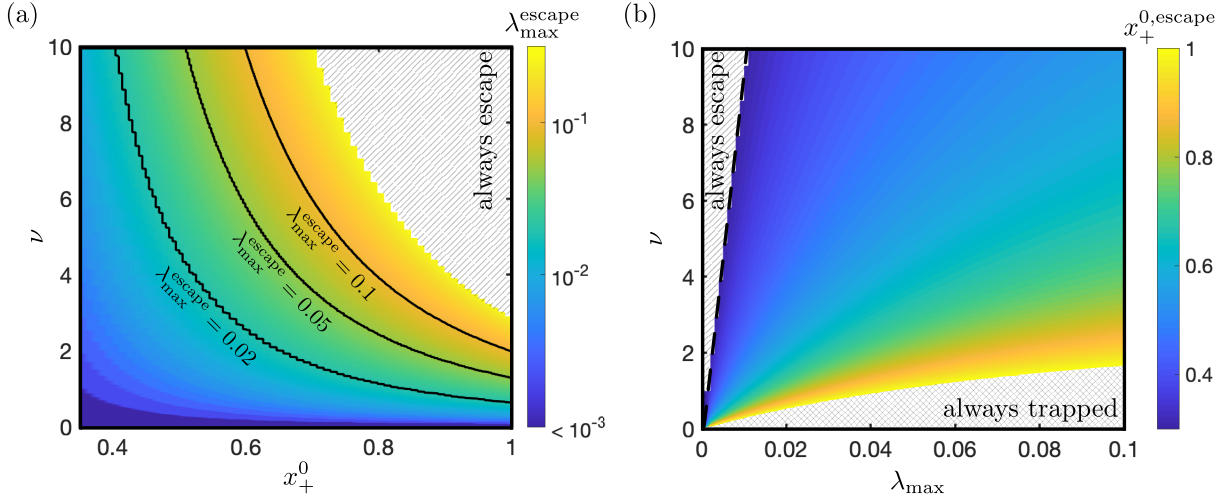 (a)
λ_max^escape
10
8
6
4
2
0
ν
0.4
0.6
0.8
1
x_+^0
always escape
λ_max^escape = 0.02
λ_max^escape = 0.05
λ_max^escape = 0.1
10^-1
10^-2
< 10^-3
(b)
x_+^{0,escape}
10
8
6
4
2
0
ν
0
0.02
0.04
0.06
0.08
0.1
λ_max
always escape
always trapped
1
0.8
0.6
0.4